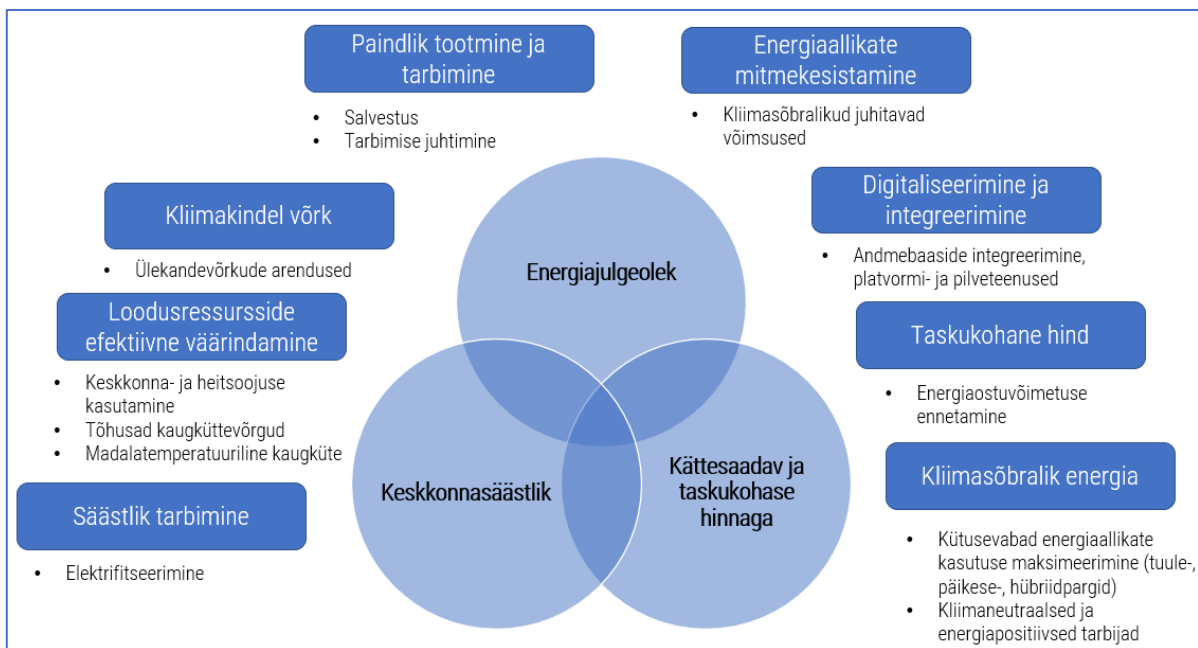 Paindlik tootmine ja
tarbimine
• Salvestus
• Tarbimise juhtimine
Energiaallikate
mitmekesistamine
• Kliimasõbralikud juhitavad
võimsused
Kliimakindel võrk
• Ülekandevõrkude arendused
Digitaliseerimine ja
integreerimine
• Andmebaaside integreerimine,
platvormi- ja pilveteenused
Energiajulgeolek
Loodusressursside
efektiivne väärindamine
• Keskkonna- ja heitsoojuse
kasutamine
• Tõhusad kaugküttevõrgud
• Madalatemperatuuriline kaugküte
Taskukohane hind
• Energiaostuvõimetuse
ennetamine
Keskkonnasäästlik
Kättesaadav ja
taskukohase
hinnaga
Säästlik tarbimine
• Elektrifitseerimine
Kliimasõbralik energia
• Kütusevabad energiaallikate
kasutuse maksimeerimine (tuule-,
päikese-, hübriidpargid)
• Kliimaneutraalsed ja
energiapositiivsed tarbijad